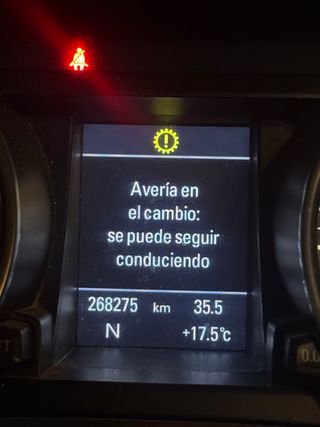 Avería en
el cambio:
se puede seguir
conduciendo
268275 km 35.5
N +17.5°c